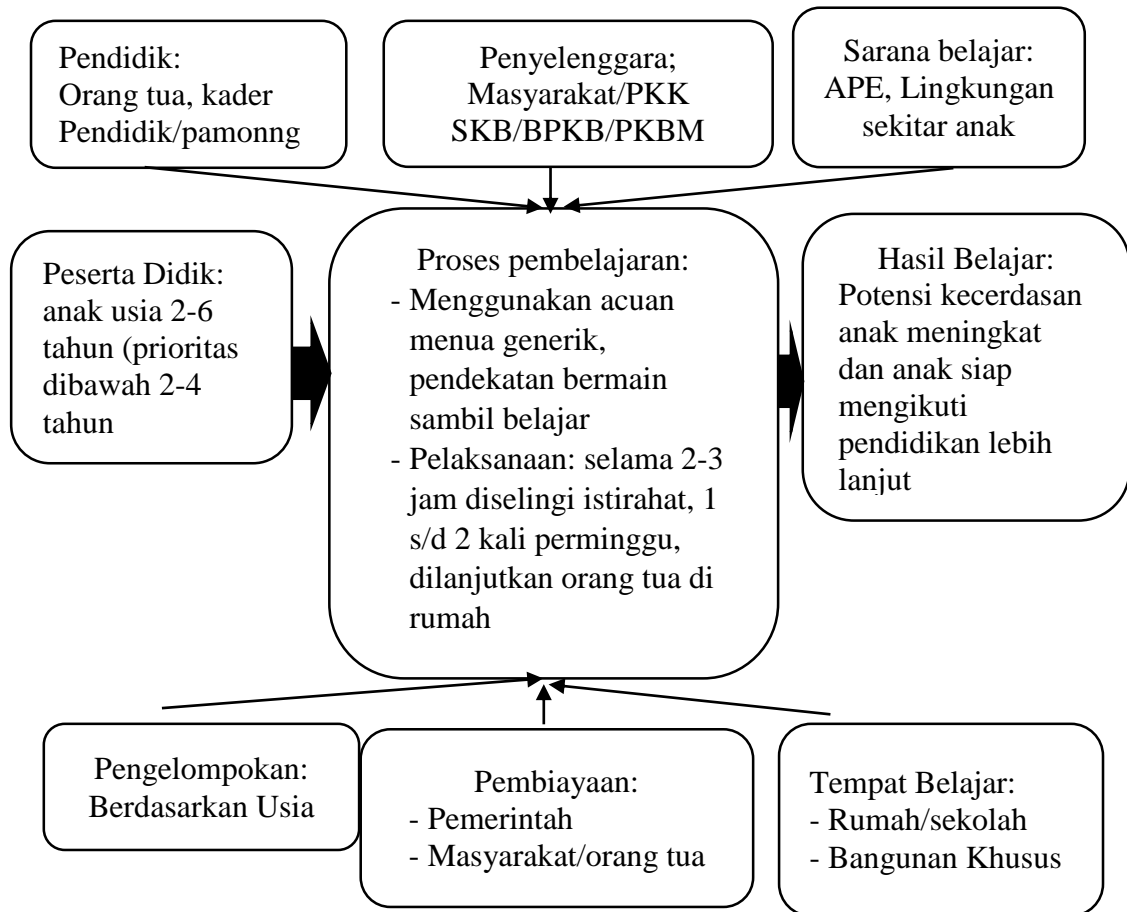 Pendidik:
Orang tua, kader
Pendidik/pamonng
Penyelenggara;
Masyarakat/PKK
SKB/BPKB/PKBM
Sarana belajar:
APE, Lingkungan
sekitar anak
Peserta Didik:
anak usia 2-6
tahun (prioritas
dibawah 2-4
tahun
Proses pembelajaran:
- Menggunakan acuan
menua generik,
pendekatan bermain
sambil belajar
- Pelaksanaan: selama 2-3
jam diselingi istirahat, 1
s/d 2 kali perminggu,
dilanjutkan orang tua di
rumah
Hasil Belajar:
Potensi kecerdasan
anak meningkat
dan anak siap
mengikuti
pendidikan lebih
lanjut
Pengelompokan:
Berdasarkan Usia
Pembiayaan:
- Pemerintah
- Masyarakat/orang tua
Tempat Belajar:
- Rumah/sekolah
- Bangunan Khusus